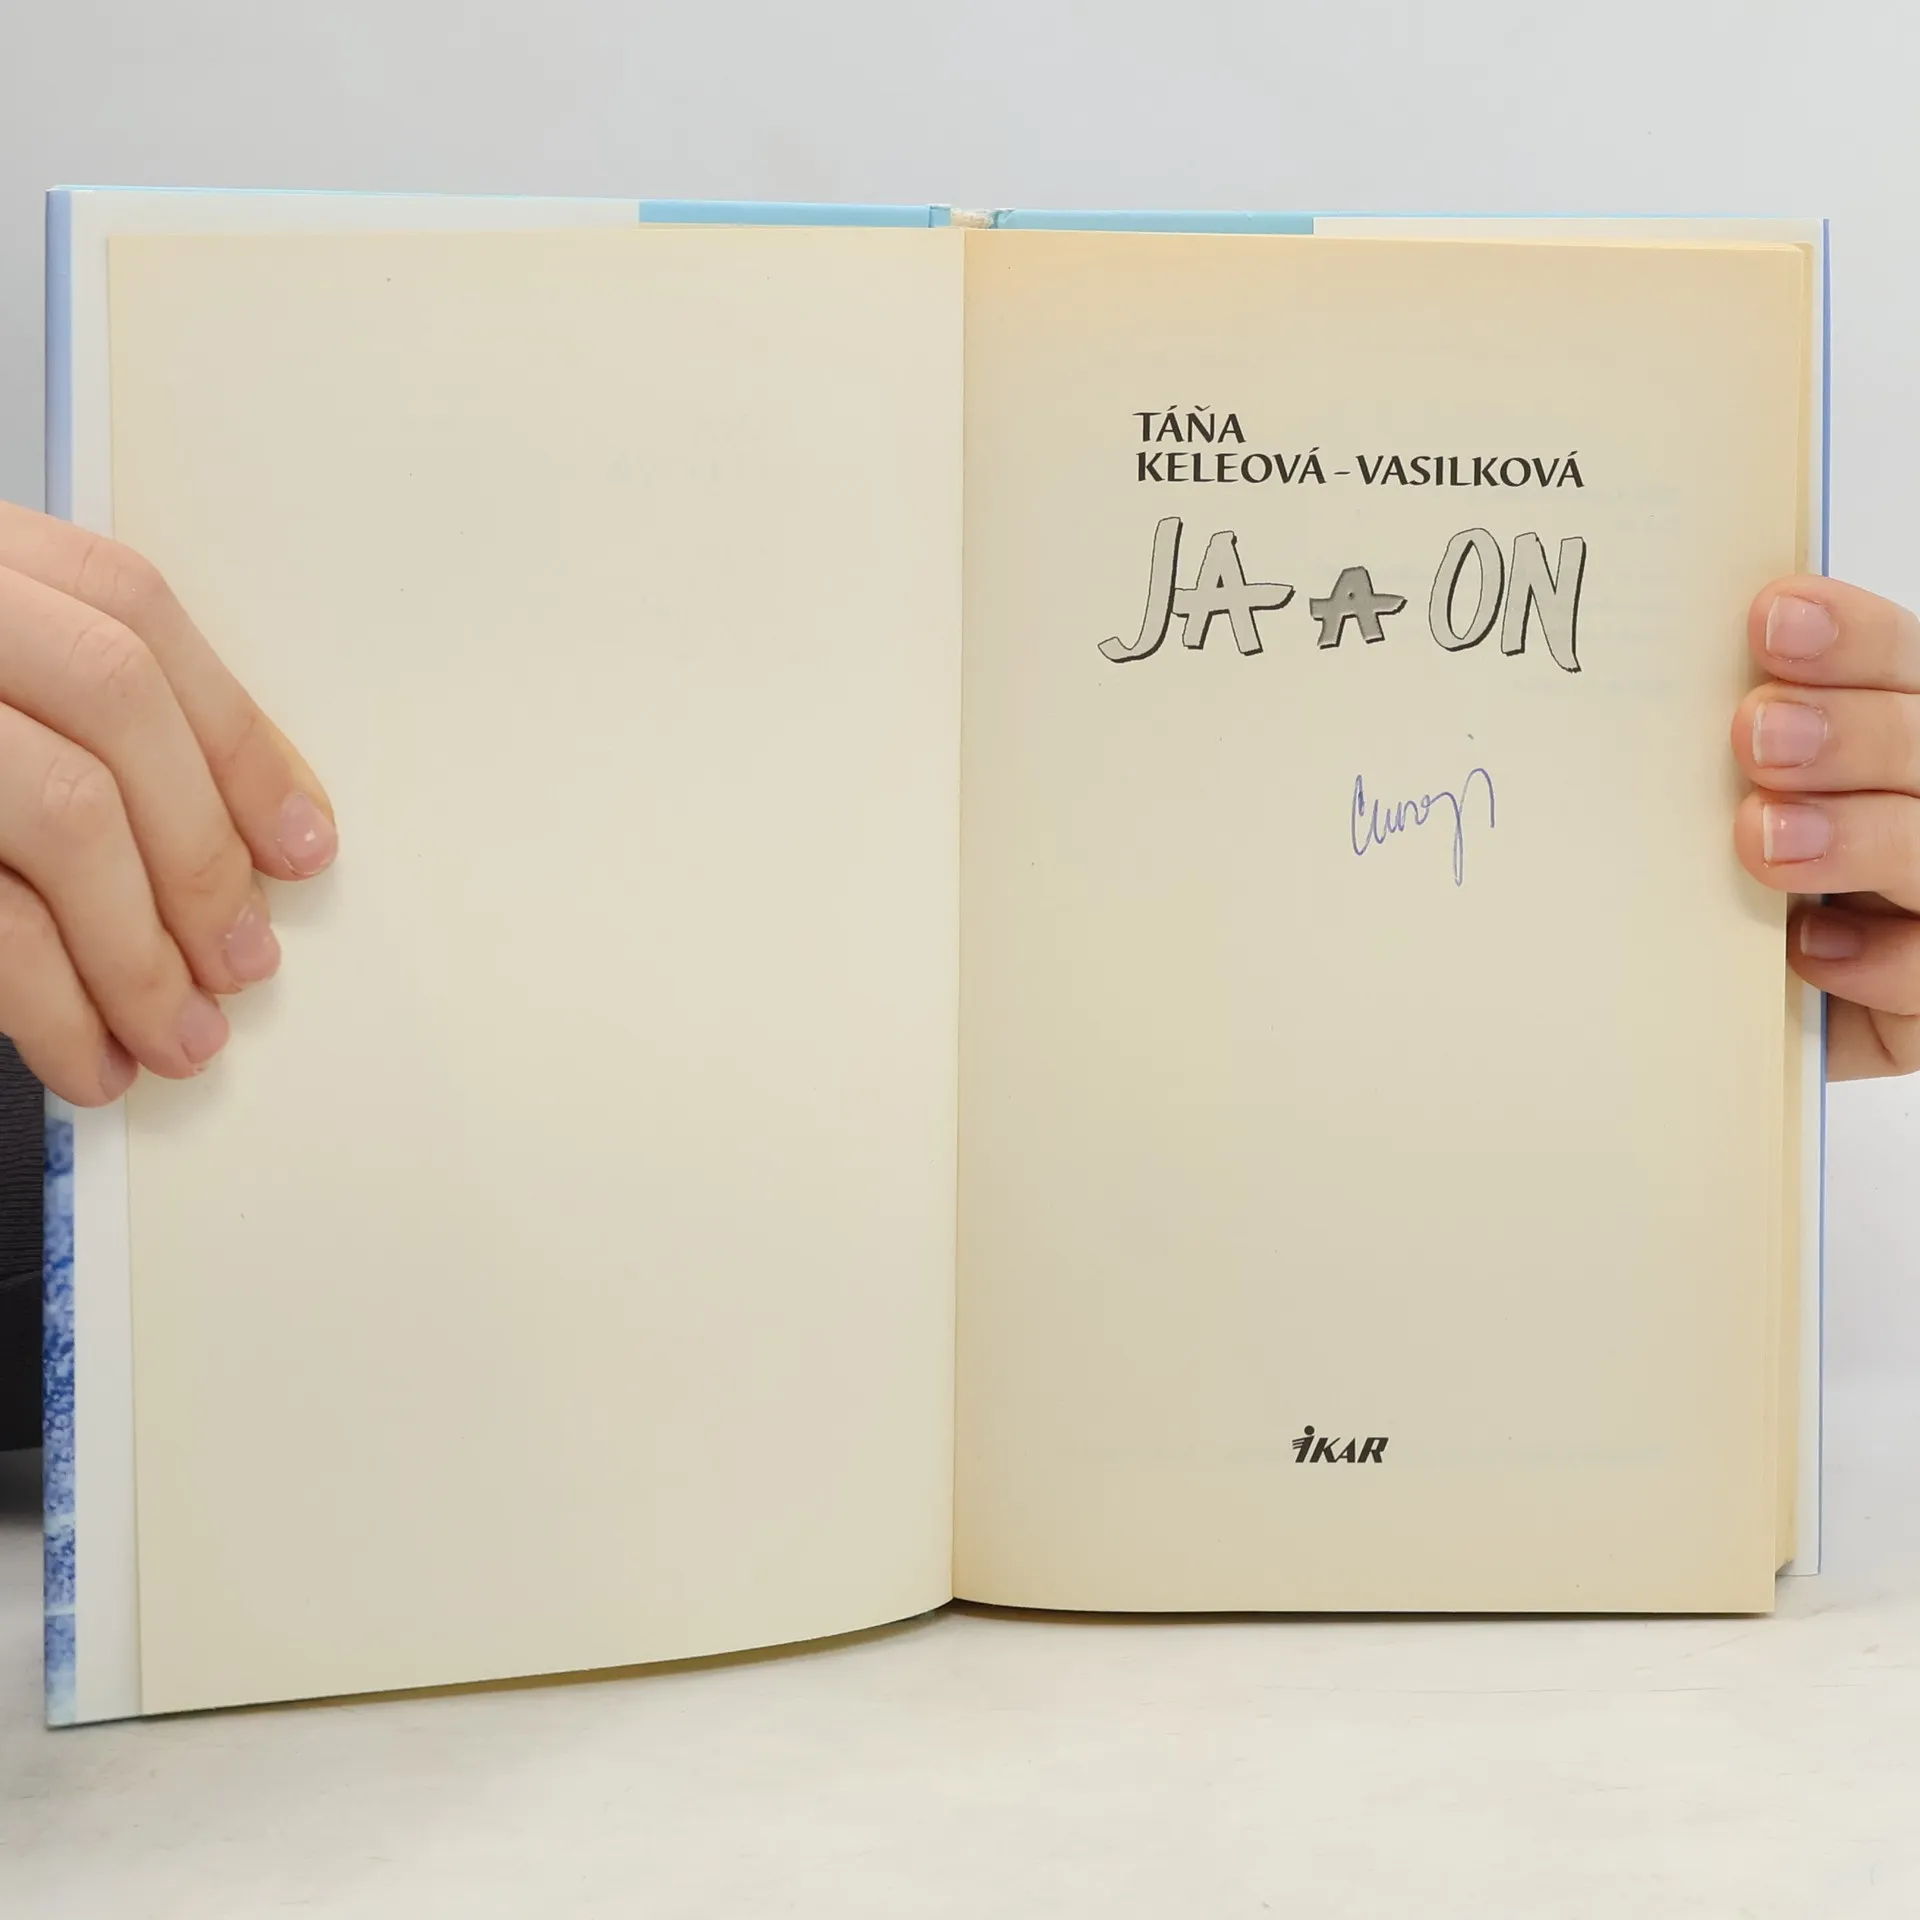 TÁŇA
KELEOVÁ – VASILKOVÁ
JA A ON
IKAR